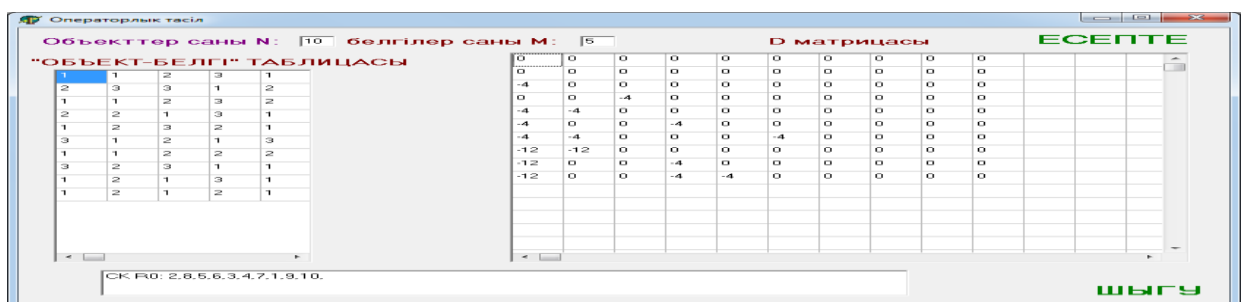 Операторлық тәсіл
Объекттер саны N: 10 белгілер саны M: 5 D матрицасы ЕСЕПТЕ
"ОБЪЕКТ-БЕЛГІ" ТАБЛИЦАСЫ
1 1 2 3 1
2 3 3 1 2
1 1 2 3 2
2 2 1 3 1
1 2 3 2 1
3 1 2 1 3
1 1 2 2 2
3 2 3 1 1
1 2 1 3 1
1 2 1 2 1
0 0 0 0 0 0 0 0 0 0
0 0 0 0 0 0 0 0 0 0
-4 0 0 0 0 0 0 0 0 0
0 0 -4 0 0 0 0 0 0 0
-4 -4 0 0 0 0 0 0 0 0
-4 0 0 -4 0 0 0 0 0 0
-4 -4 0 0 0 -4 0 0 0 0
-12 -12 0 0 0 0 0 0 0 0
-12 0 0 -4 0 0 0 0 0 0
-12 0 0 -4 -4 0 0 0 0 0
СК R0: 2,8,5,6,3,4,7,1,9,10,
ШЫГУ